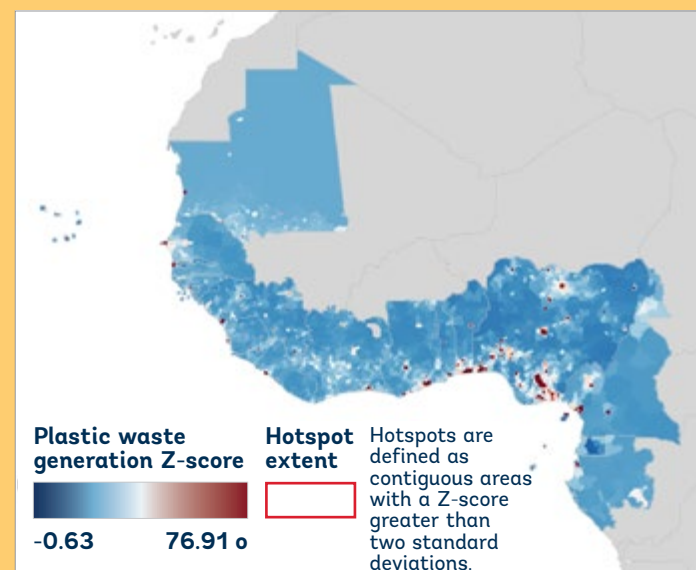 Plastic waste
generation Z-score
-0.63 76.91 σ
Hotspot
extent
Hotspots are
defined as
contiguous areas
with a Z-score
greater than
two standard
deviations.